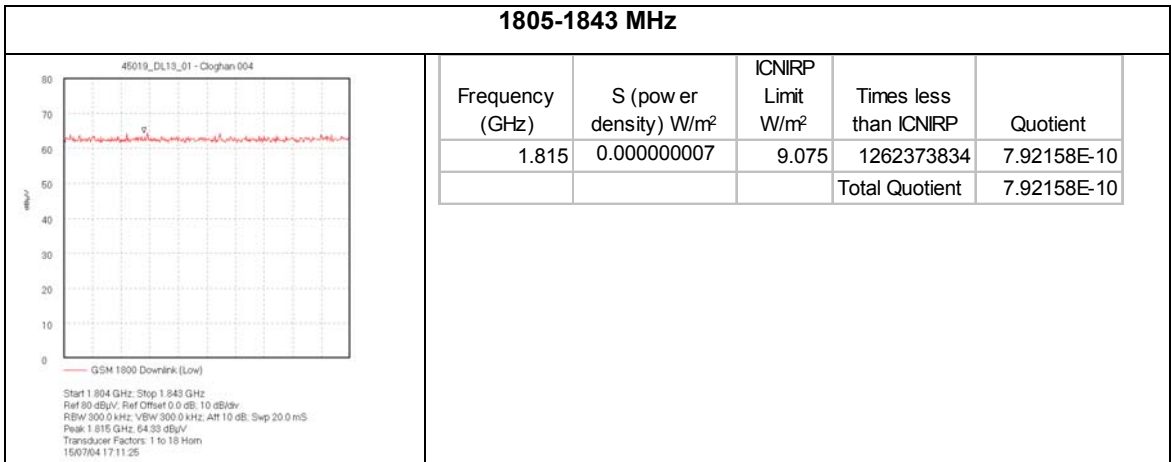 1805-1843 MHz
45019_DL13_01 - Cloghan 004
80
70
60
50
40
30
20
10
0
dBµV
GSM 1800 Downlink (Low)
Start 1.804 GHz; Stop 1.843 GHz
Ref 80 dBµV; Ref Offset 0.0 dB; 10 dB/div
RBW 300.0 kHz; VBW 300.0 kHz; Att 10 dB; Swp 20.0 mS
Peak 1.815 GHz, 64.33 dBµV
Transducer Factors: 1 to 18 Horn
15/07/04 17:11:25
Frequency (GHz) S (pow er density) W/m² ICNIRP Limit W/m² Times less than ICNIRP Quotient
1.815 0.000000007 9.075 1262373834 7.92158E-10
Total Quotient 7.92158E-10